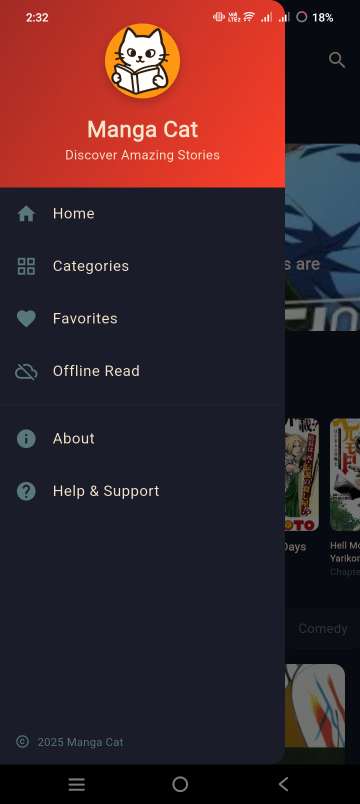 2:32
18%
Manga Cat
Discover Amazing Stories
Home
s are
Categories
Favorites
Offline Read
About
Days
Hell Mo
Yariko
Chapte
Help & Support
Comedy
© 2025 Manga Cat